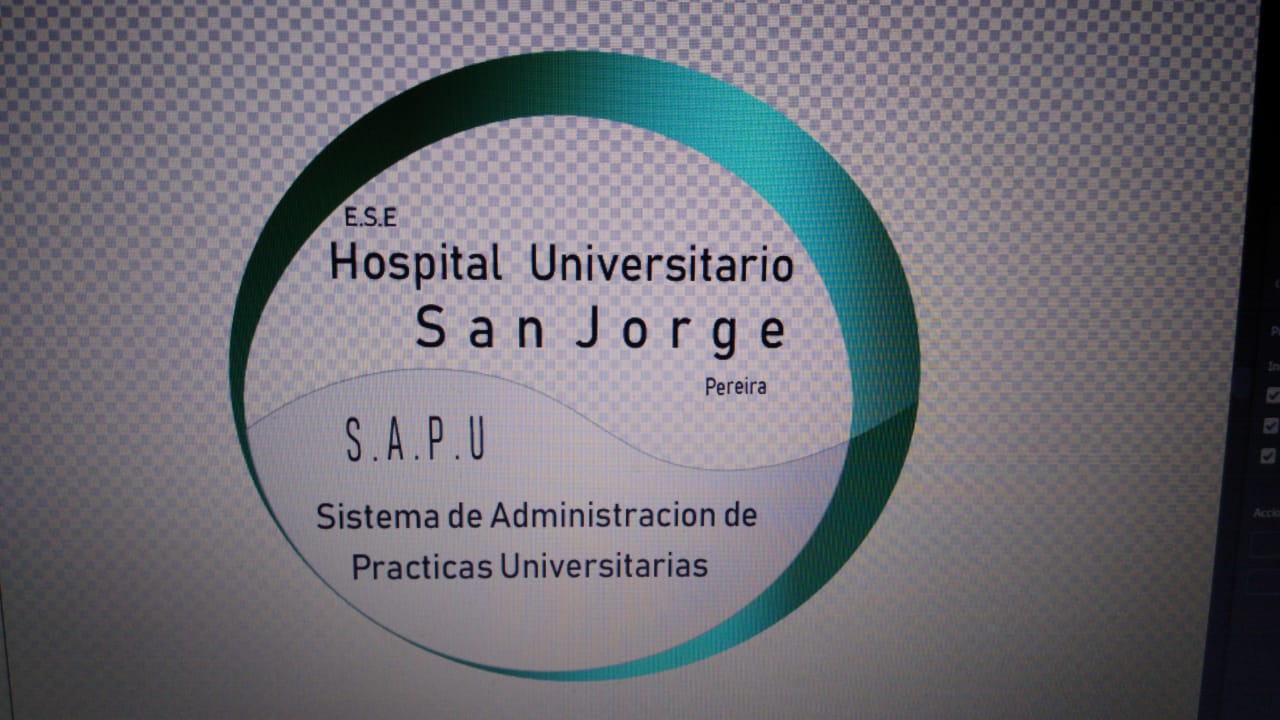 E.S.E
Hospital Universitario
San Jorge
Pereira
S.A.P.U
Sistema de Administracion de
Practicas Universitarias